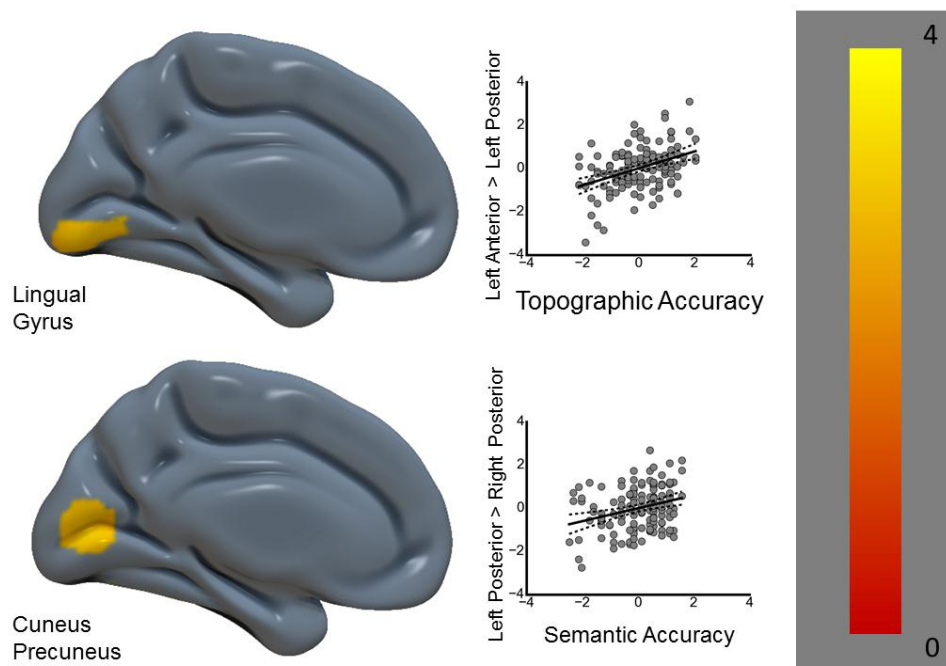 Lingual
Gyrus
Left Anterior > Left Posterior
4
2
0
−2
−4
−4 −2 0 2 4
Topographic Accuracy
Cuneus
Precuneus
Left Posterior > Right Posterior
4
2
0
−2
−4
−4 −2 0 2 4
Semantic Accuracy
4
0